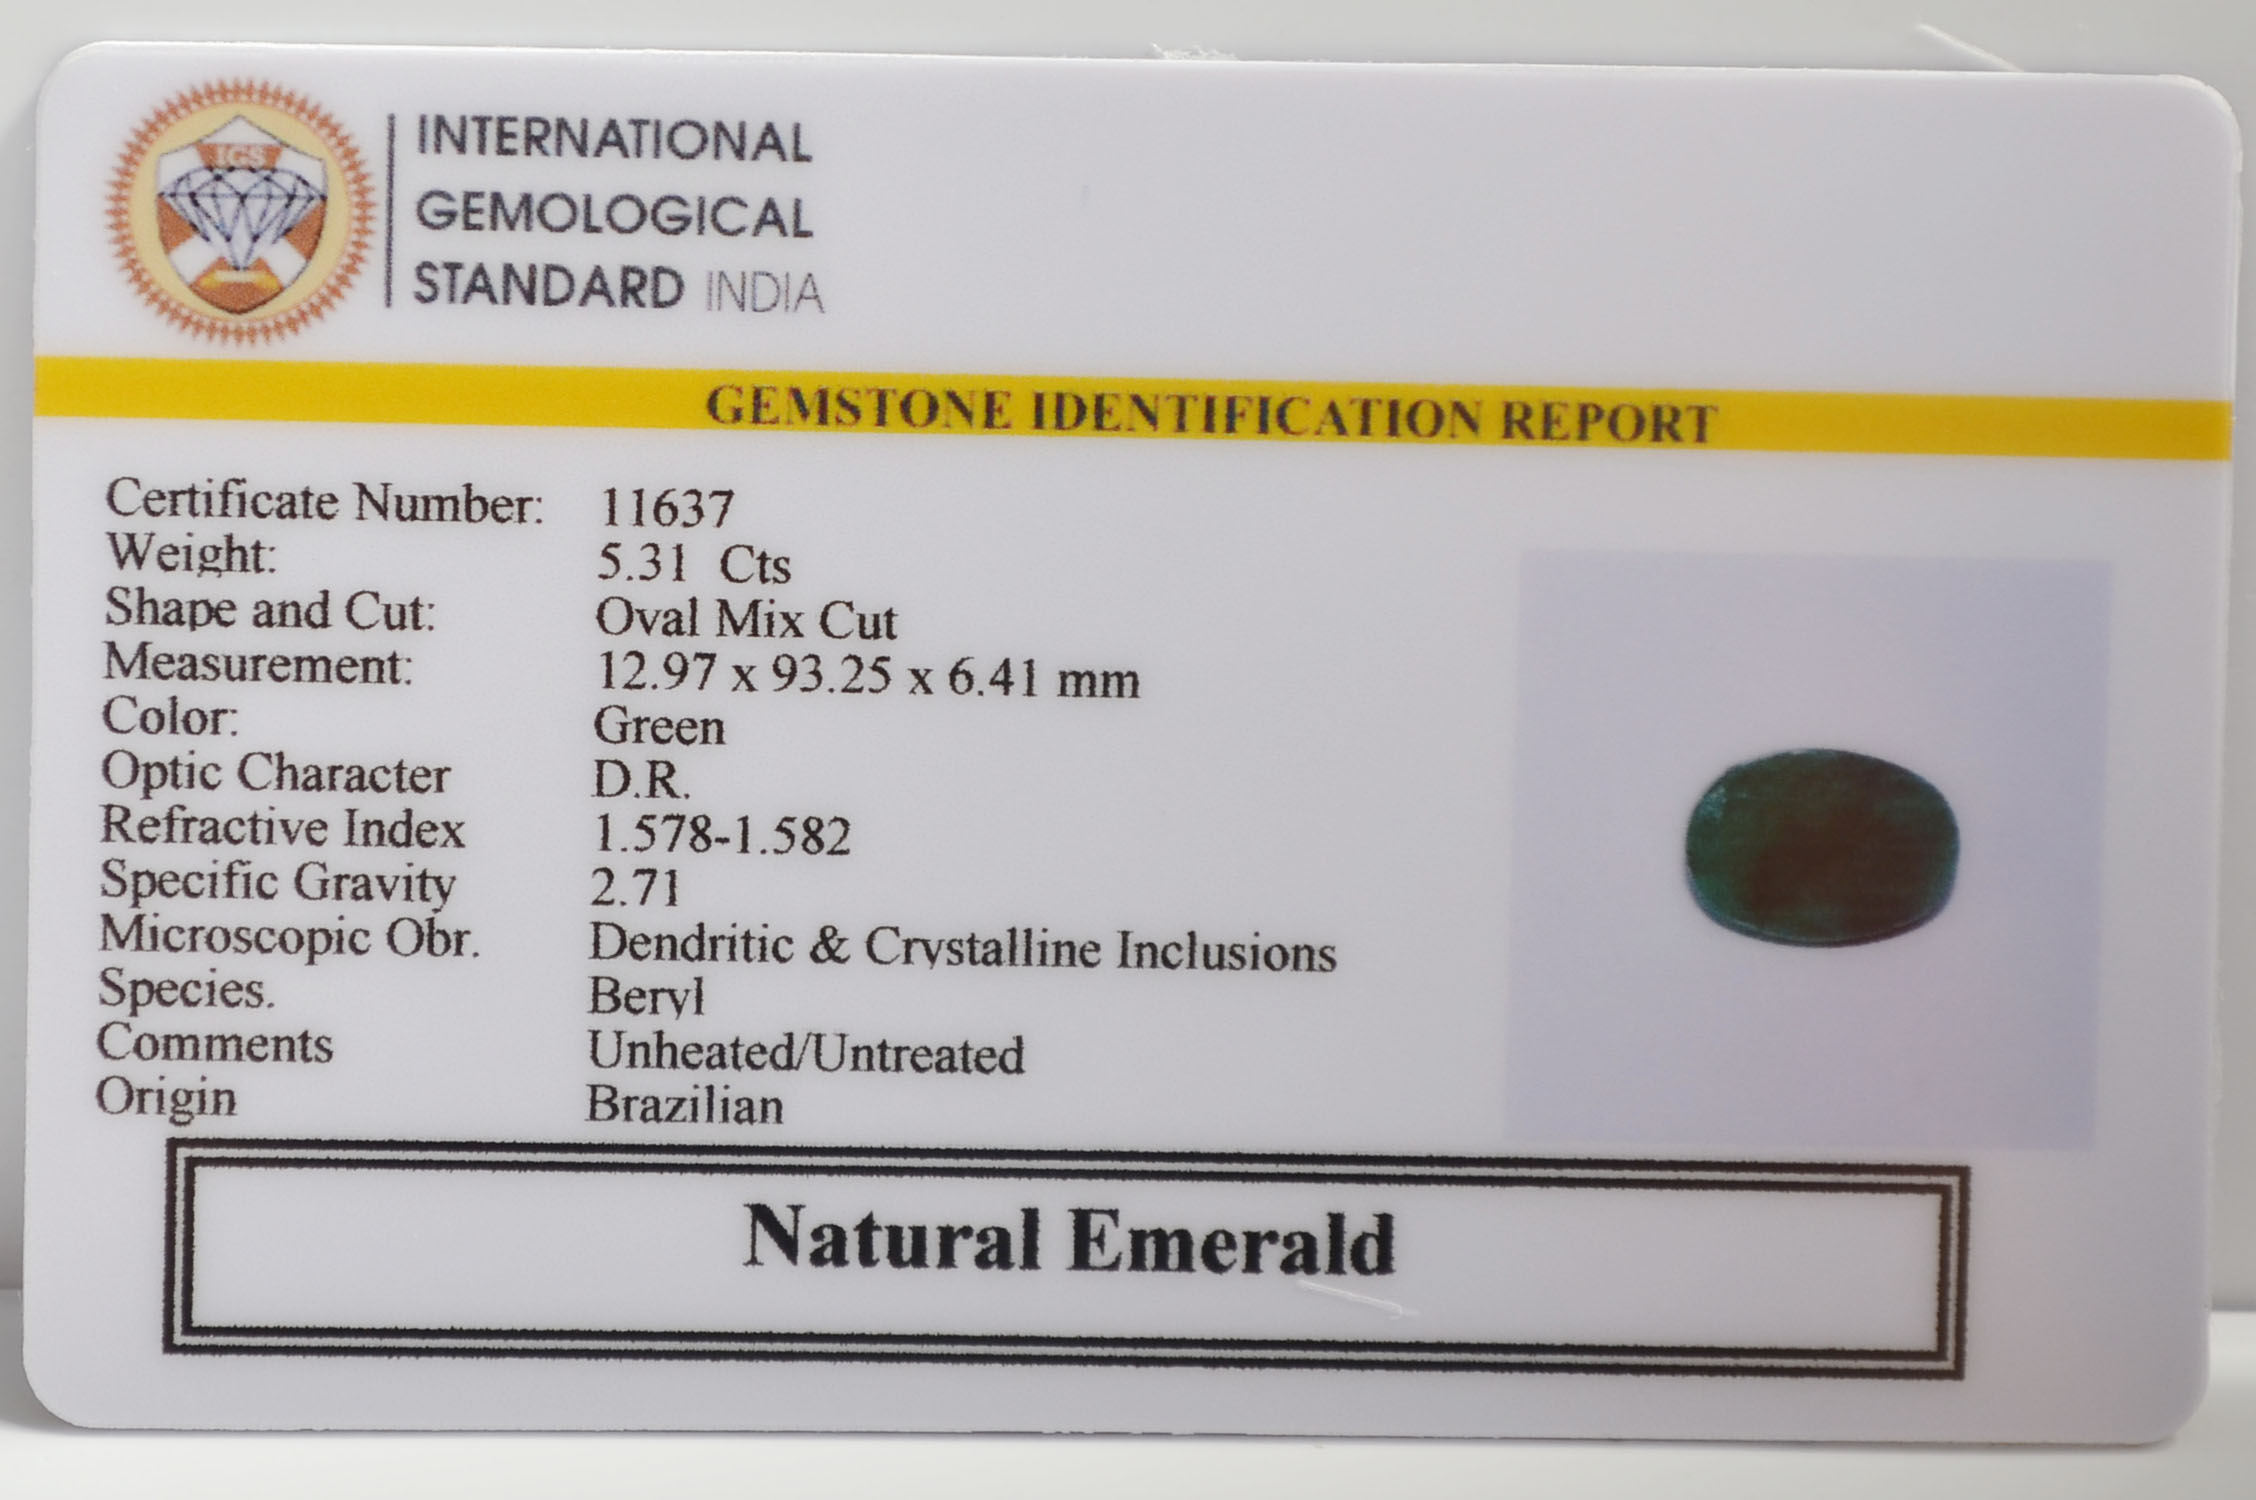 IGS
INTERNATIONAL
GEMOLOGICAL
STANDARD INDIA
GEMSTONE IDENTIFICATION REPORT
Certificate Number: 11637
Weight: 5.31 Cts
Shape and Cut: Oval Mix Cut
Measurement: 12.97 x 93.25 x 6.41 mm
Color: Green
Optic Character D.R.
Refractive Index 1.578-1.582
Specific Gravity 2.71
Microscopic Obr. Dendritic & Crystalline Inclusions
Species. Beryl
Comments Unheated/Untreated
Origin Brazilian
Natural Emerald